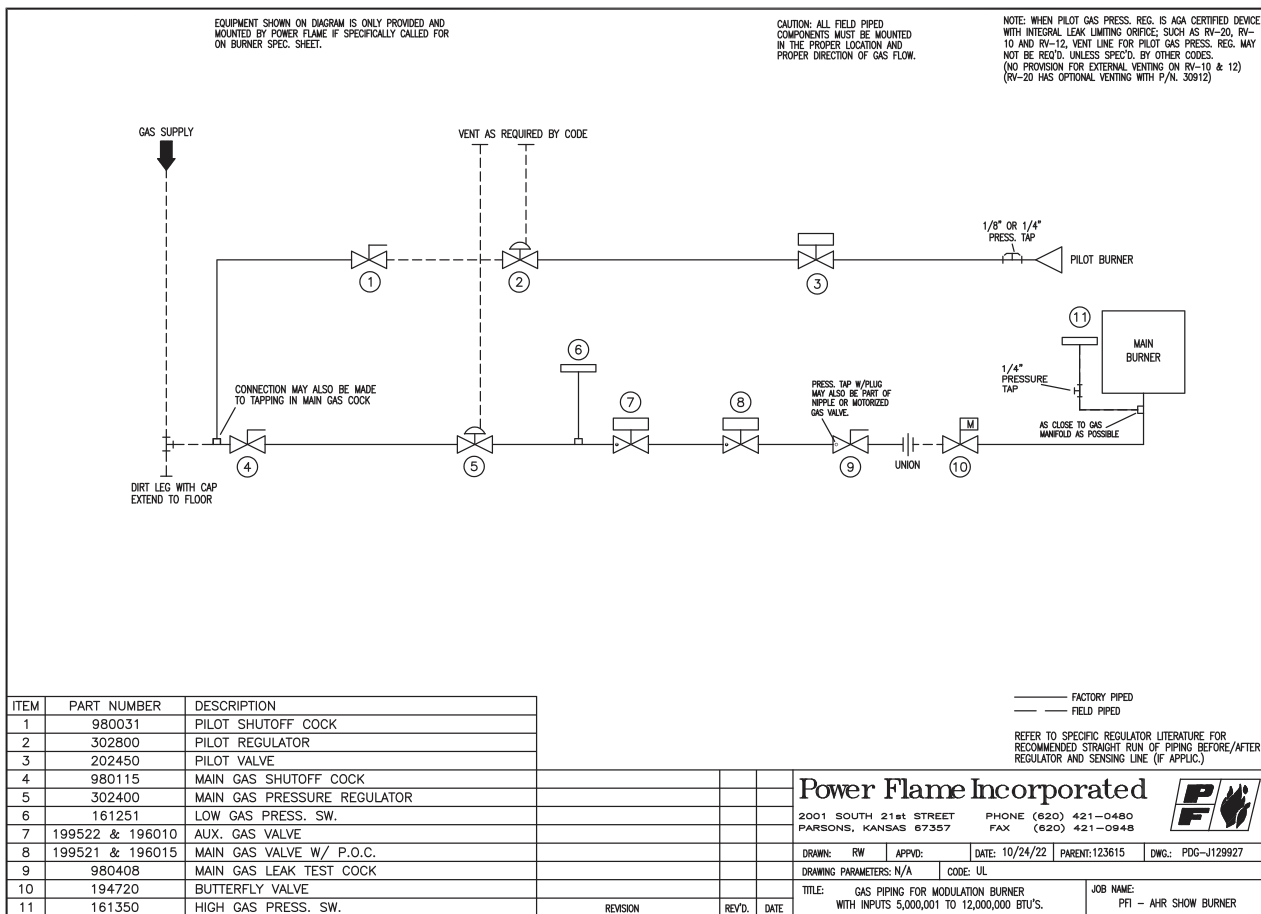 EQUIPMENT SHOWN ON DIAGRAM IS ONLY PROVIDED AND
MOUNTED BY POWER FLAME IF SPECIFICALLY CALLED FOR
ON BURNER SPEC. SHEET.
CAUTION: ALL FIELD PIPED
COMPONENTS MUST BE MOUNTED
IN THE PROPER LOCATION AND
PROPER DIRECTION OF GAS FLOW.
NOTE: WHEN PILOT GAS PRESS. REG. IS AGA CERTIFIED DEVICE
WITH INTEGRAL LEAK LIMITING ORIFICE; SUCH AS RV-20, RV-
10 AND RV-12, VENT LINE FOR PILOT GAS PRESS. REG. MAY
NOT BE REQ'D. UNLESS SPEC'D. BY OTHER CODES.
(NO PROVISION FOR EXTERNAL VENTING ON RV-10 & 12)
(RV-20 HAS OPTIONAL VENTING WITH P/N. 30912)
GAS SUPPLY
VENT AS REQUIRED BY CODE
1/8" OR 1/4"
PRESS. TAP
PILOT BURNER
1
2
3
11
MAIN
BURNER
6
1/4"
PRESSURE
TAP
CONNECTION MAY ALSO BE MADE
TO TAPPING IN MAIN GAS COCK
PRESS. TAP W/PLUG
MAY ALSO BE PART OF
NIPPLE OR MOTORIZED
GAS VALVE.
7
8
AS CLOSE TO GAS
MANIFOLD AS POSSIBLE
M
4
5
9
UNION
10
DIRT LEG WITH CAP
EXTEND TO FLOOR
FACTORY PIPED
FIELD PIPED
REFER TO SPECIFIC REGULATOR LITERATURE FOR
RECOMMENDED STRAIGHT RUN OF PIPING BEFORE/AFTER
REGULATOR AND SENSING LINE (IF APPLIC.)
ITEM PART NUMBER DESCRIPTION
1 980031 PILOT SHUTOFF COCK
2 302800 PILOT REGULATOR
3 202450 PILOT VALVE
4 980115 MAIN GAS SHUTOFF COCK
5 302400 MAIN GAS PRESSURE REGULATOR
6 161251 LOW GAS PRESS. SW.
7 199522 & 196010 AUX. GAS VALVE
8 199521 & 196015 MAIN GAS VALVE W/ P.O.C.
9 980408 MAIN GAS LEAK TEST COCK
10 194720 BUTTERFLY VALVE
11 161350 HIGH GAS PRESS. SW.
REVISION REV'D. DATE
Power Flame Incorporated
2001 SOUTH 21st STREET PHONE (620) 421-0480
PARSONS, KANSAS 67357 FAX (620) 421-0948
PF
DRAWN: RW APPVD: DATE: 10/24/22 PARENT: 123615 DWG.: PDG-J129927
DRAWING PARAMETERS: N/A CODE: UL
TITLE: GAS PIPING FOR MODULATION BURNER
WITH INPUTS 5,000,001 TO 12,000,000 BTU'S.
JOB NAME:
PFI - AHR SHOW BURNER